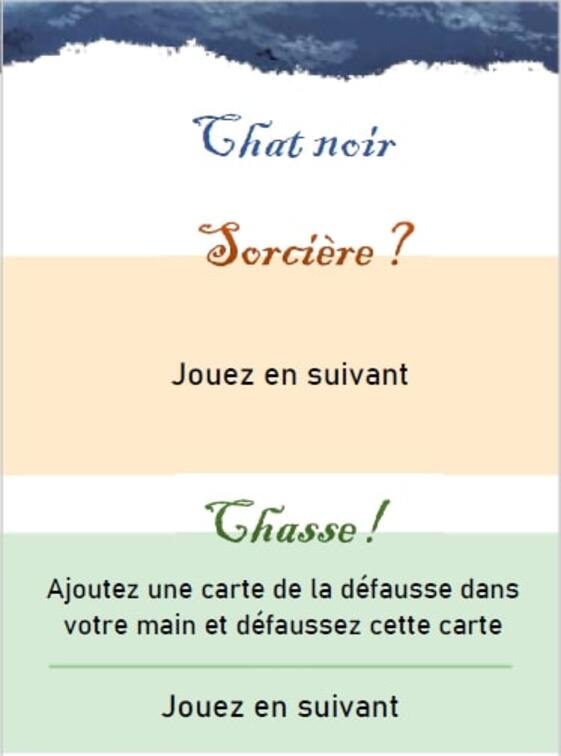 Chat noir
Sorcière ?
Jouez en suivant
Chasse !
Ajoutez une carte de la défausse dans
votre main et défaussez cette carte
Jouez en suivant